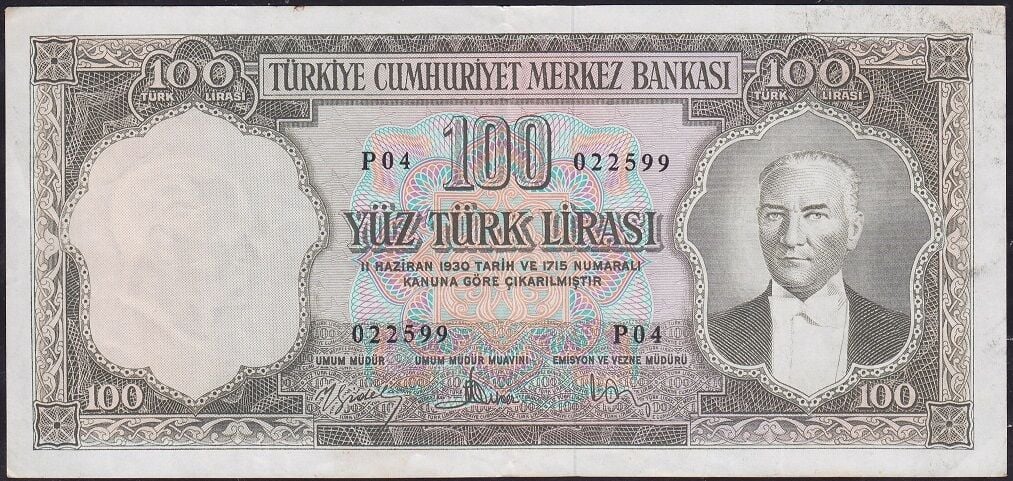 100 TÜRKİYE CUMHURİYET MERKEZ BANKASI 100
TÜRK LİRASI TÜRK LİRASI
P04 100 022599
YÜZ TÜRK LİRASI
11 HAZİRAN 1930 TARİH VE 1715 NUMARALI
KANUNA GÖRE ÇIKARILMIŞTIR
022599 P04
UMUM MÜDÜR UMUM MÜDÜR MUAVİNİ EMİSYON VE VEZNE MÜDÜRÜ
100 100